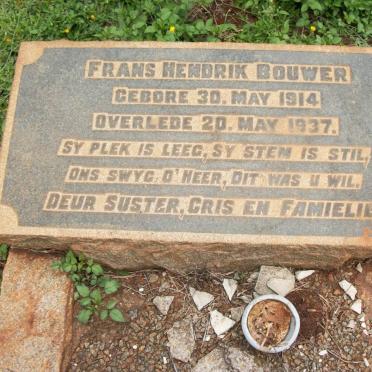 FRANS HENDRIK BOUWER
GEBORE 30. MAY 1914
OVERLEDE 20. MAY 1937.
SY PLEK IS LEEG, SY STEM IS STIL,
ONS SWYG, O' HEER, DIT WAS U WIL.
DEUR SUSTER, GRIS EN FAMIELIE